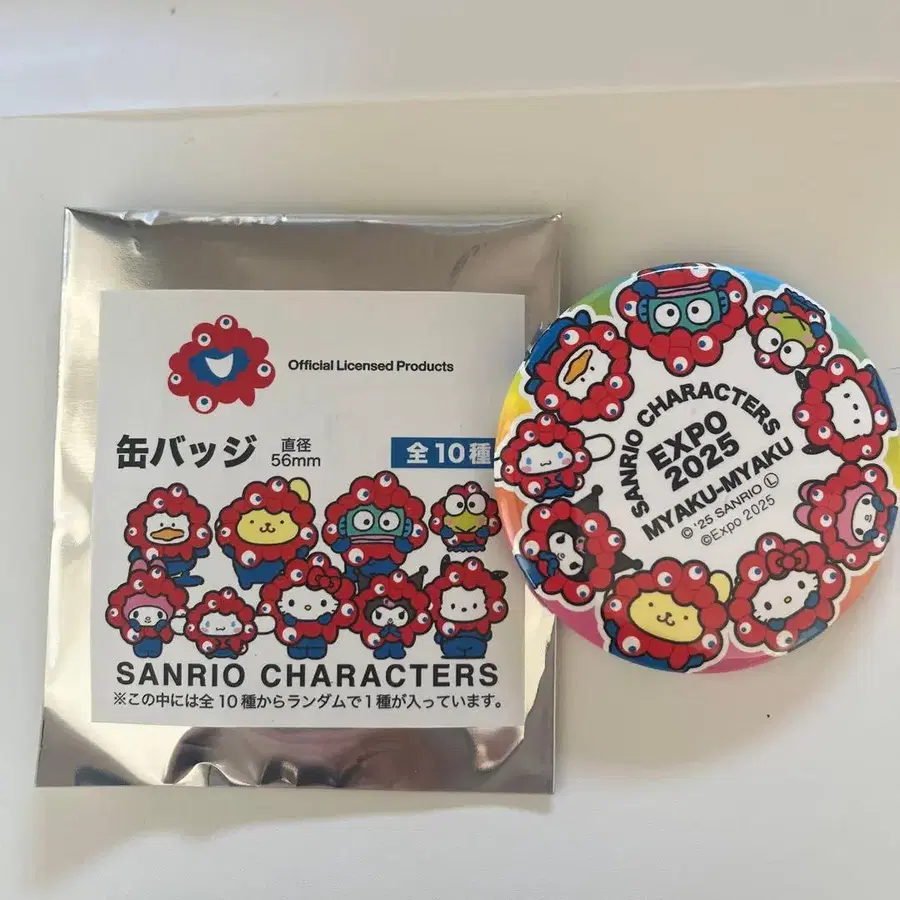 Official Licensed Products
缶バッジ
直径
56mm
全10種
SANRIO CHARACTERS
※この中には全10種からランダムで1種が入っています。
SANRIO CHARACTERS
EXPO
2025
MYAKU-MYAKU
© '25 SANRIO Ⓛ
©Expo 2025